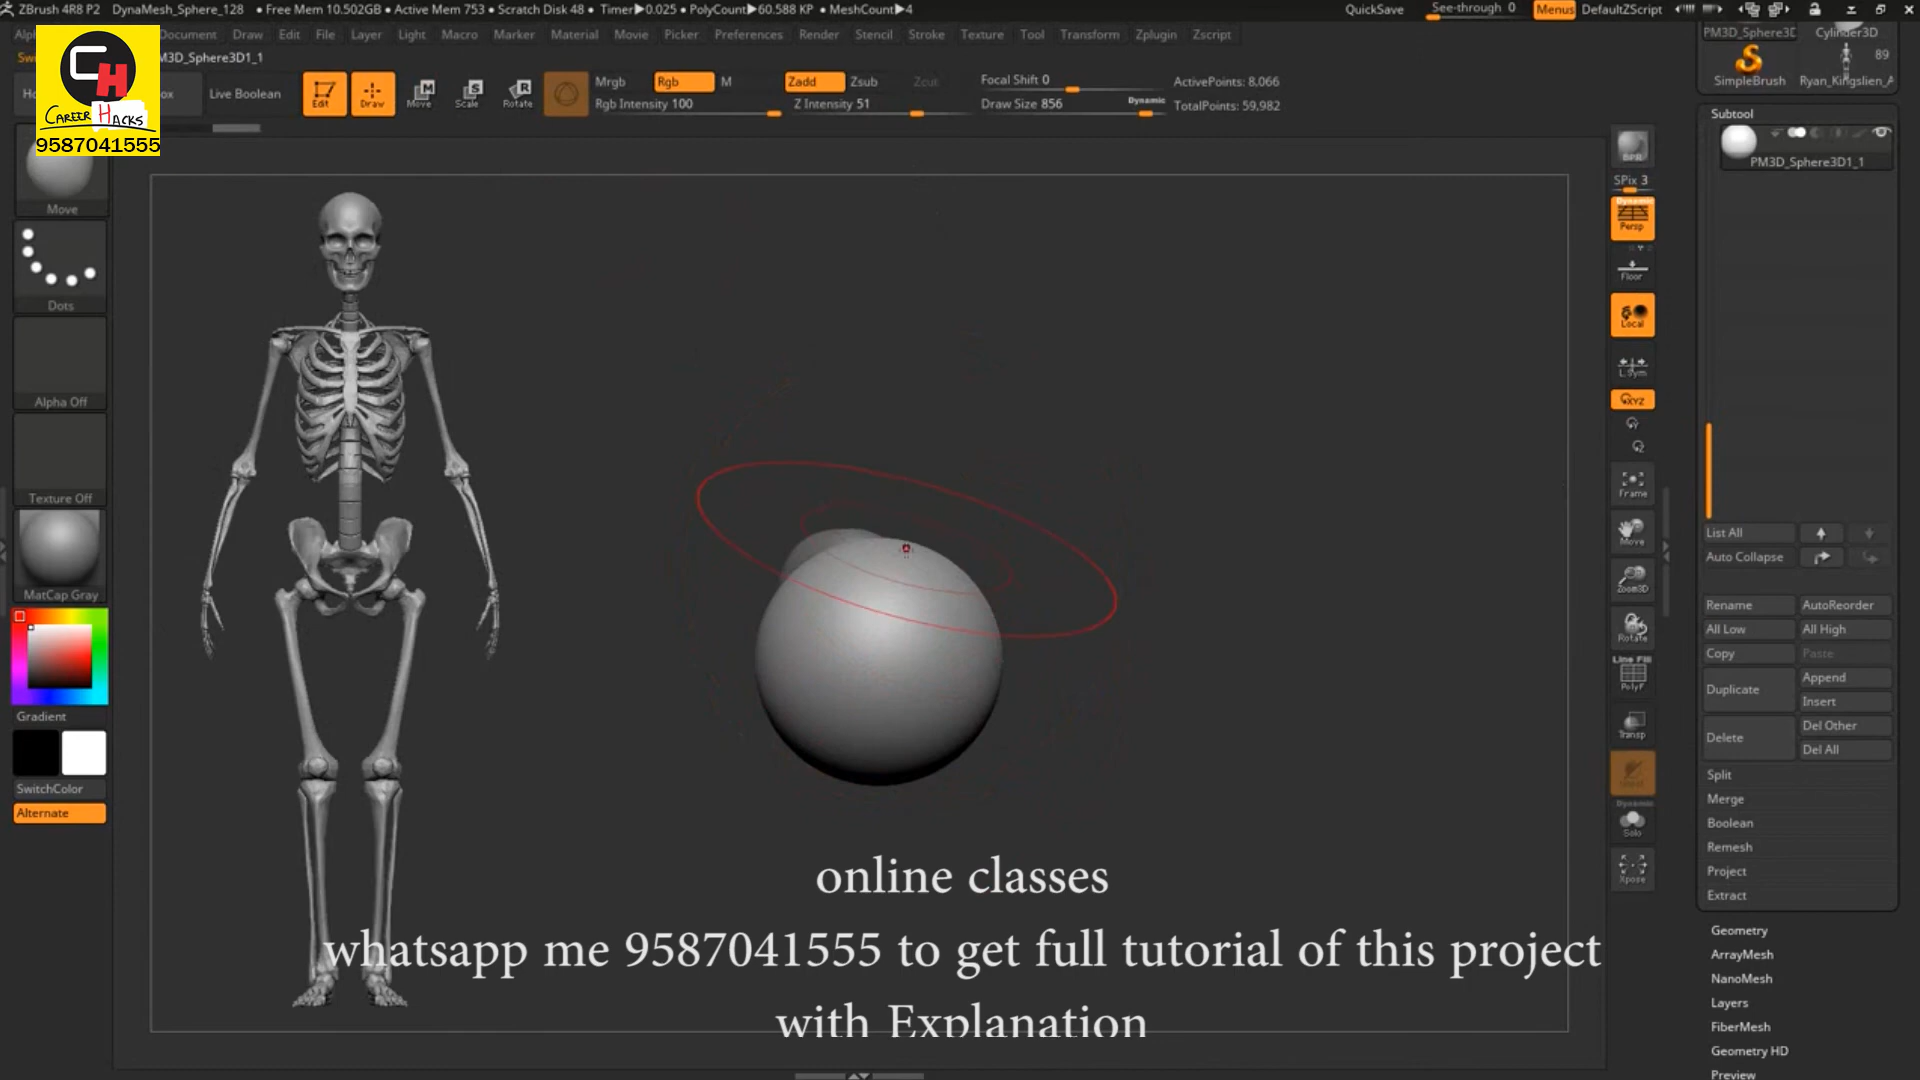 ZBrush 4R8 P2 DynaMesh_Sphere_128 • Free Mem 10.502GB • Active Mem 753 • Scratch Disk 48 • Timer▶0.025 • PolyCount▶60.588 KP • MeshCount▶4 QuickSave See-through 0 Menus DefaultZScript
Document Draw Edit File Layer Light Macro Marker Material Movie Picker Preferences Render Stencil Stroke Texture Tool Transform Zplugin Zscript
M3D_Sphere3D1_1
CH
CAREER HACKS
9587041555
Live Boolean
Edit Draw Move Scale Rotate
Mrgb Rgb M Zadd Zsub Zcut
Rgb Intensity 100 Z Intensity 51
Focal Shift 0
Draw Size 856 Dynamic
ActivePoints: 8,066
TotalPoints: 59,982
Move
Dots
Alpha Off
Texture Off
MatCap Gray
Gradient
SwitchColor
Alternate
BPR
SPix 3
Dynamic
Persp
Floor
Local
L.Sym
XYZ
Frame
Move
Zoom3D
Rotate
Line Fill
PolyF
Transp
Dynamic
Solo
Xpose
Cylinder3D
89
SimpleBrush
Subtool
PM3D_Sphere3D1_1
List All
Auto Collapse
Rename AutoReorder
All Low All High
Copy Paste
Duplicate Append
Insert
Delete Del Other
Del All
Split
Merge
Boolean
Remesh
Project
Extract
Geometry
ArrayMesh
NanoMesh
Layers
FiberMesh
Geometry HD
Preview
online classes
whatsapp me 9587041555 to get full tutorial of this project
with Explanation